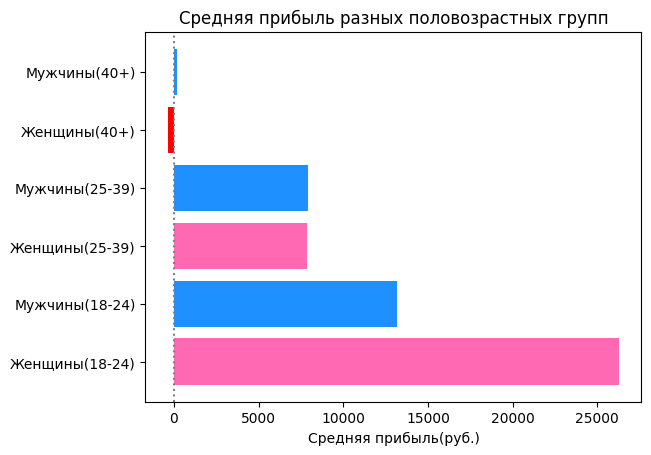 Средняя прибыль разных половозрастных групп
Мужчины(40+)
Женщины(40+)
Мужчины(25-39)
Женщины(25-39)
Мужчины(18-24)
Женщины(18-24)
0 5000 10000 15000 20000 25000
Средняя прибыль(руб.)